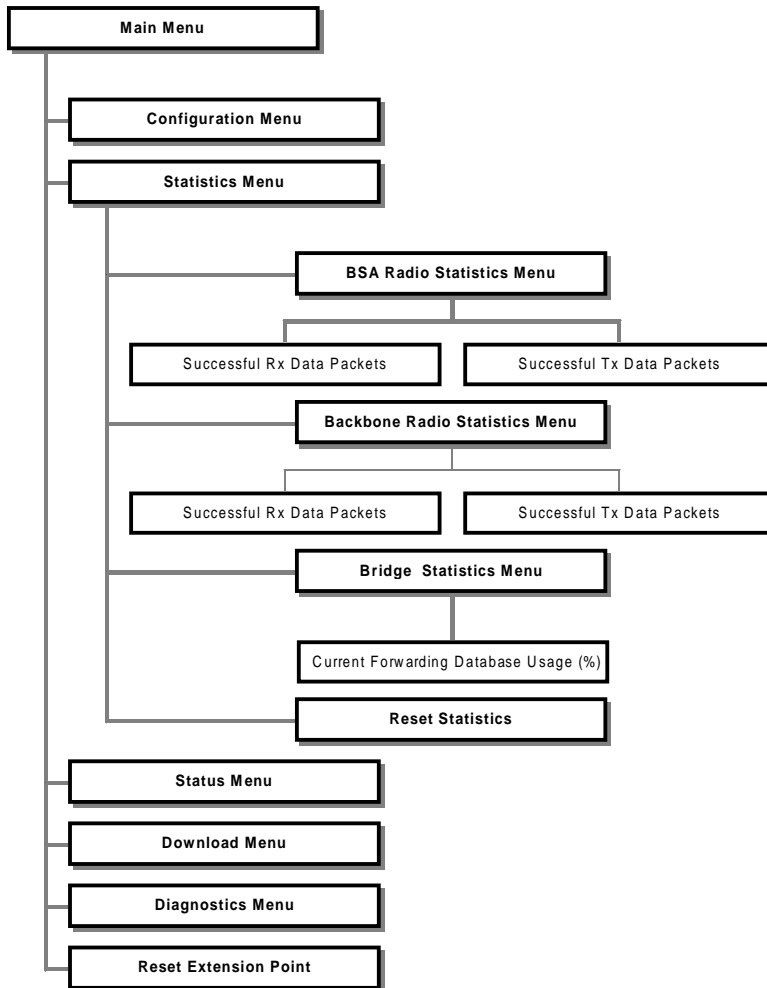 Main Menu
Configuration Menu
Statistics Menu
BSA Radio Statistics Menu
Successful Rx Data Packets
Successful Tx Data Packets
Backbone Radio Statistics Menu
Successful Rx Data Packets
Successful Tx Data Packets
Bridge Statistics Menu
Current Forwarding Database Usage (%)
Reset Statistics
Status Menu
Download Menu
Diagnostics Menu
Reset Extension Point